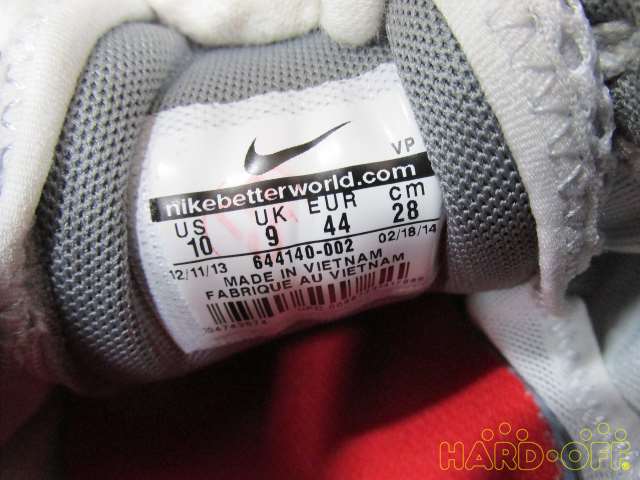 VP
nikebetterworld.com
US UK EUR cm
10 9 44 28
12/11/13 644140-002 02/18/14
MADE IN VIETNAM
FABRIQUE AU VIETNAM
HARD-OFF